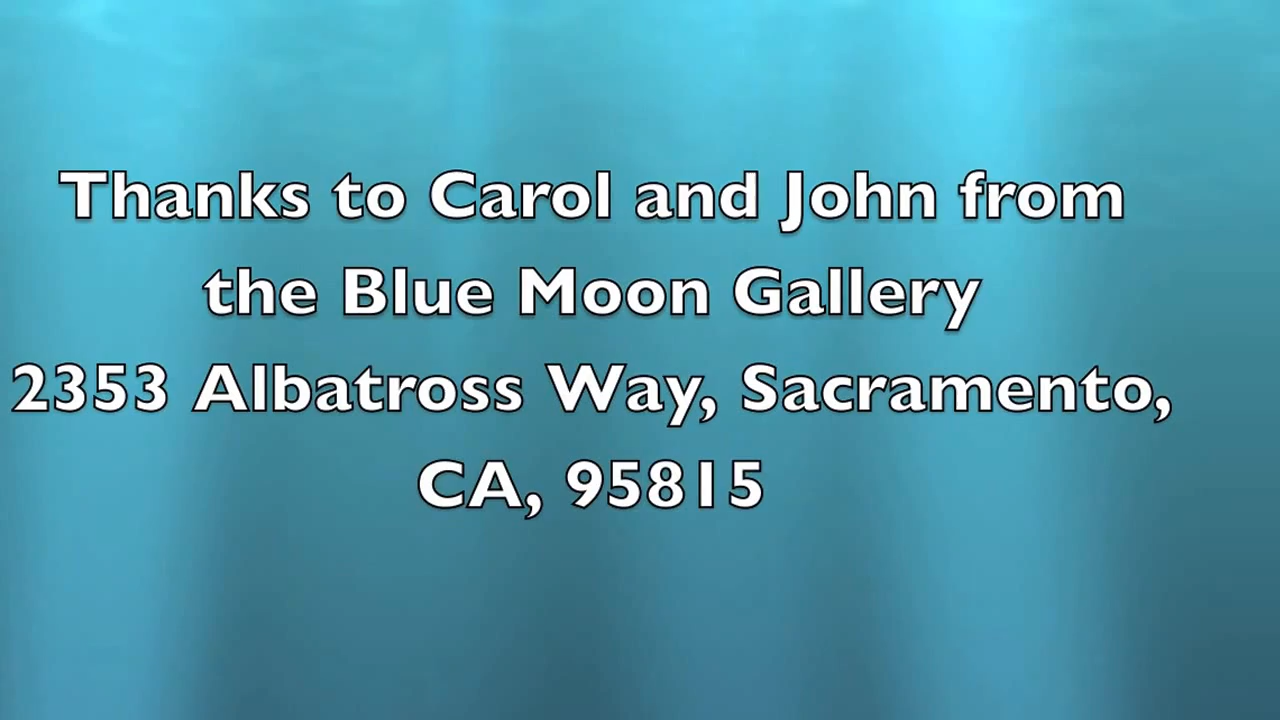 Thanks to Carol and John from
the Blue Moon Gallery
2353 Albatross Way, Sacramento,
CA, 95815